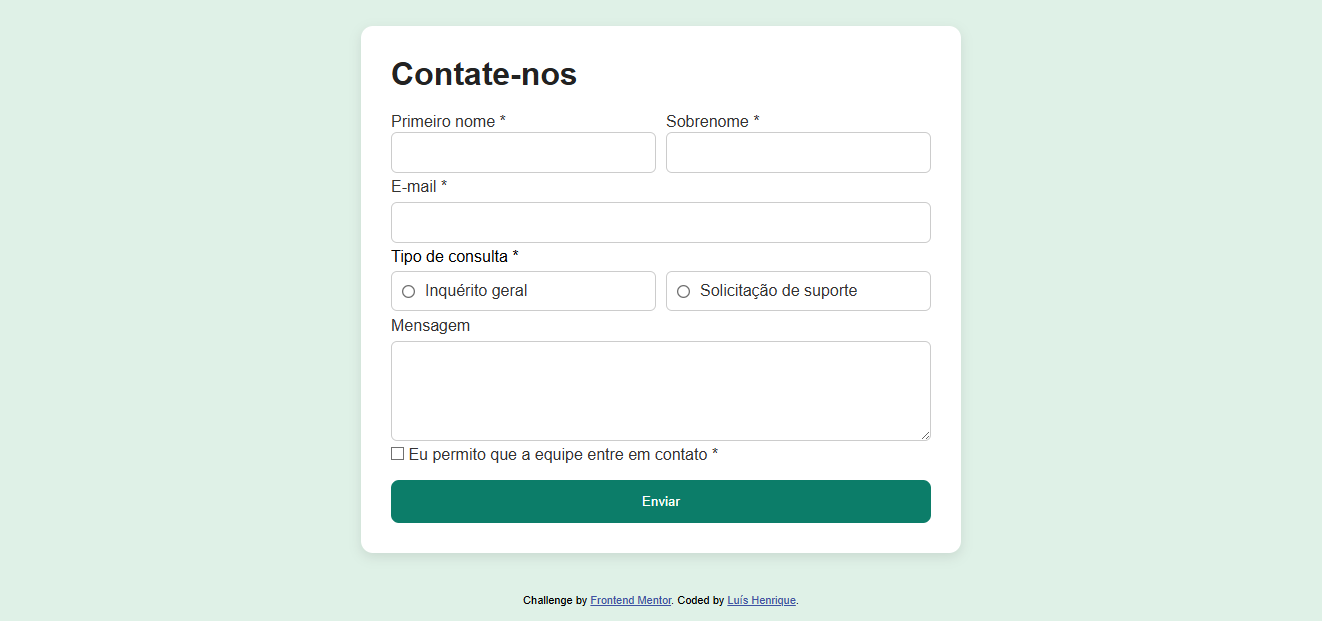 Contate-nos
Primeiro nome * Sobrenome *
E-mail *
Tipo de consulta *
Inquérito geral Solicitação de suporte
Mensagem
Eu permito que a equipe entre em contato *
Enviar
Challenge by Frontend Mentor. Coded by Luís Henrique.